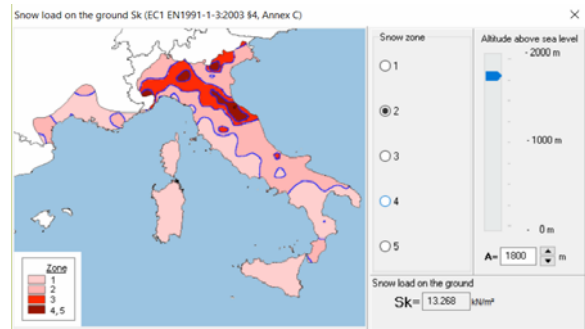 Snow load on the ground Sk (EC1 EN1991-1-3:2003 §4, Annex C)
Zone
1
2
3
4, 5
Snow zone
1
2
3
4
5
Altitude above sea level
- 2000 m
- 1000 m
- 0 m
A= 1800 m
Snow load on the ground
Sk= 13.268 kN/m²